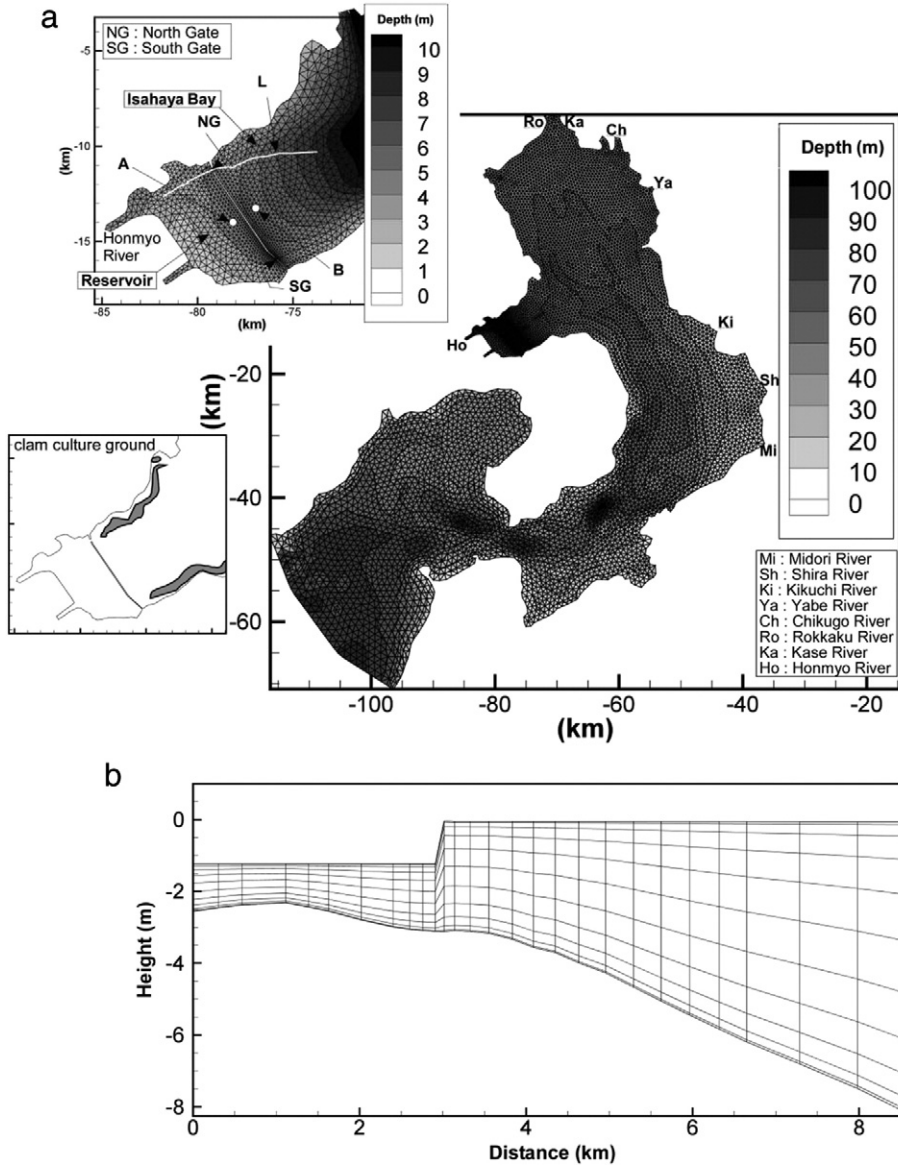 a
NG : North Gate
SG : South Gate
Depth (m)
10
9
8
7
6
5
4
3
2
1
0
-5
-10
-15
(km)
L
Isahaya Bay
NG
A
Honmyo
River
Reservoir
B
SG
-85
-80
-75
(km)
Ro
Ka
Ch
Ya
Ki
Sh
Mi
Ho
Depth (m)
100
90
80
70
60
50
40
30
20
10
0
-20
-40
-60
(km)
clam culture ground
Mi : Midori River
Sh : Shira River
Ki : Kikuchi River
Ya : Yabe River
Ch : Chikugo River
Ro : Rokkaku River
Ka : Kase River
Ho : Honmyo River
-100
-80
-60
-40
-20
(km)
b
0
-2
-4
-6
-8
Height (m)
0
2
4
6
8
Distance (km)